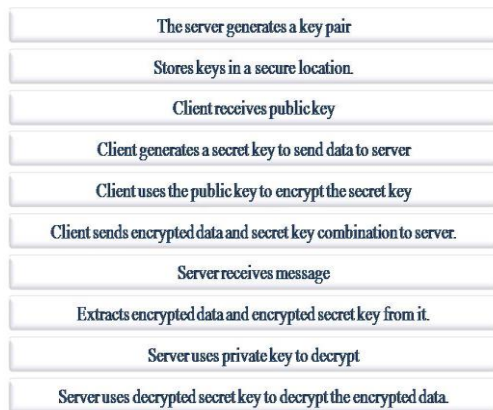 The server generates a key pair
Stores keys in a secure location.
Client receives public key
Client generates a secret key to send data to server
Client uses the public key to encrypt the secret key
Client sends encrypted data and secret key combination to server.
Server receives message
Extracts encrypted data and encrypted secret key from it.
Server uses private key to decrypt
Server uses decrypted secret key to decrypt the encrypted data.